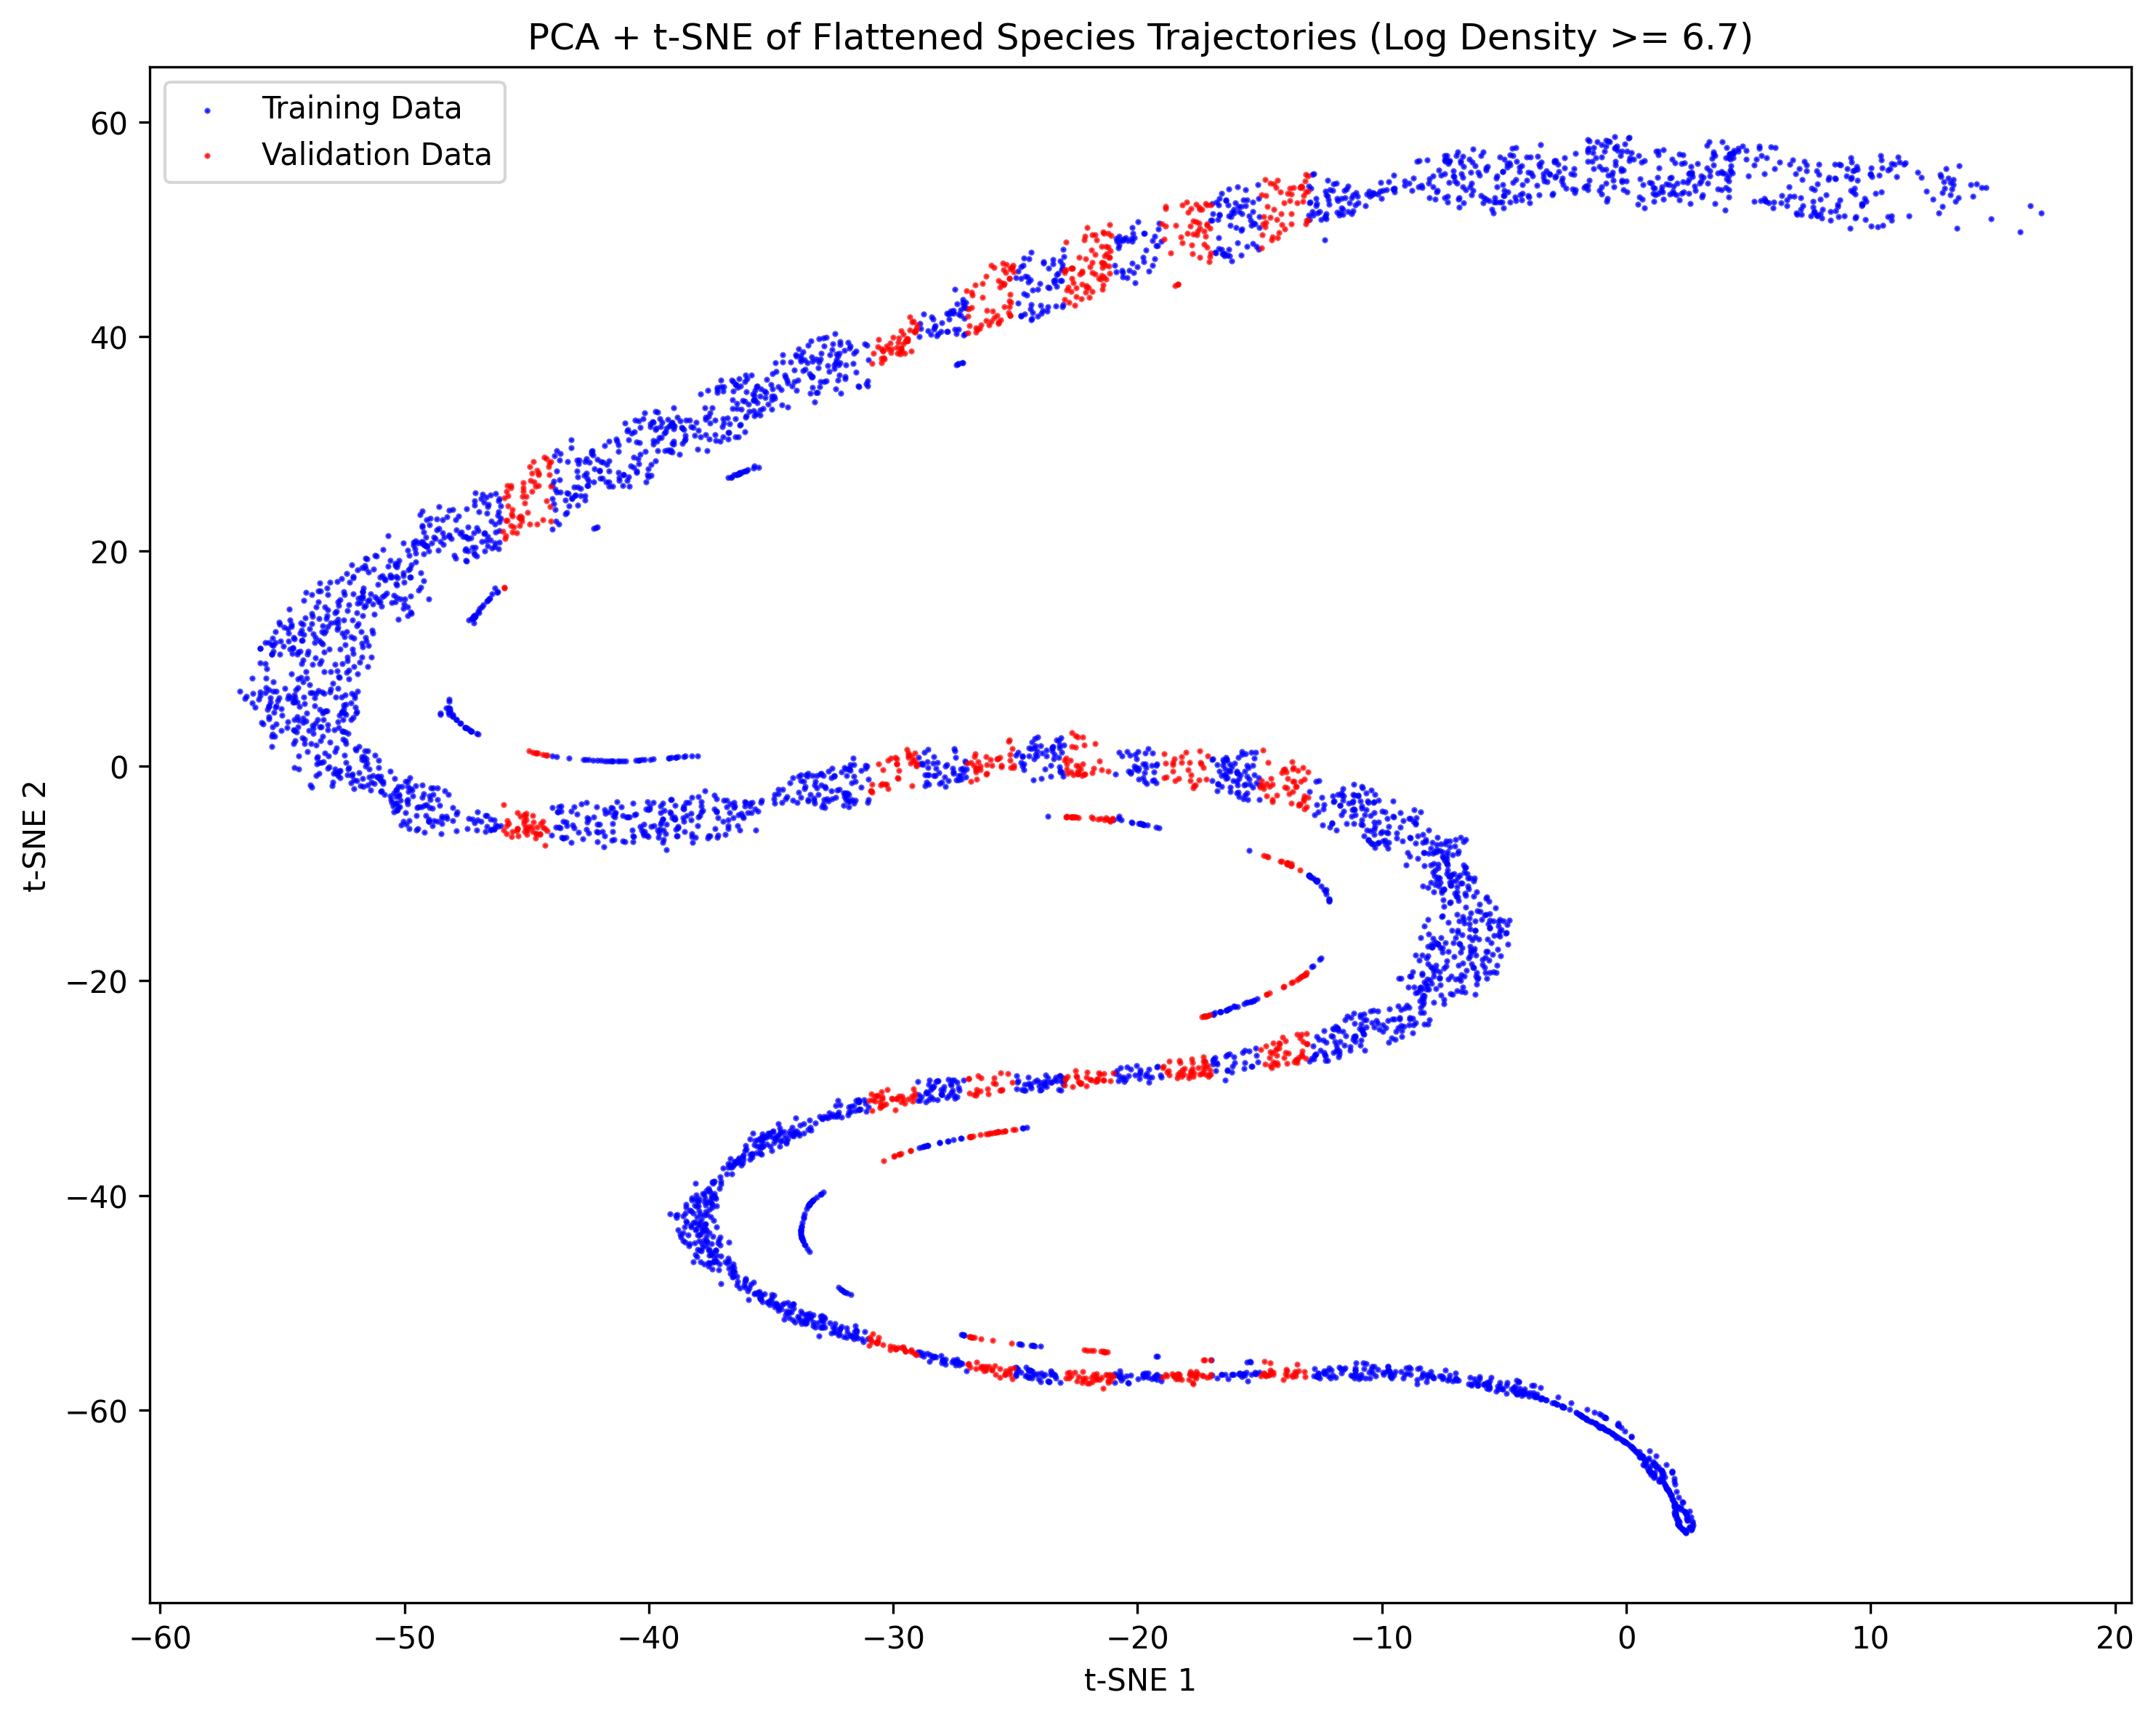 PCA + t-SNE of Flattened Species Trajectories (Log Density >= 6.7)
Training Data
Validation Data
60
40
20
0
−20
−40
−60
t-SNE 2
−60 −50 −40 −30 −20 −10 0 10 20
t-SNE 1